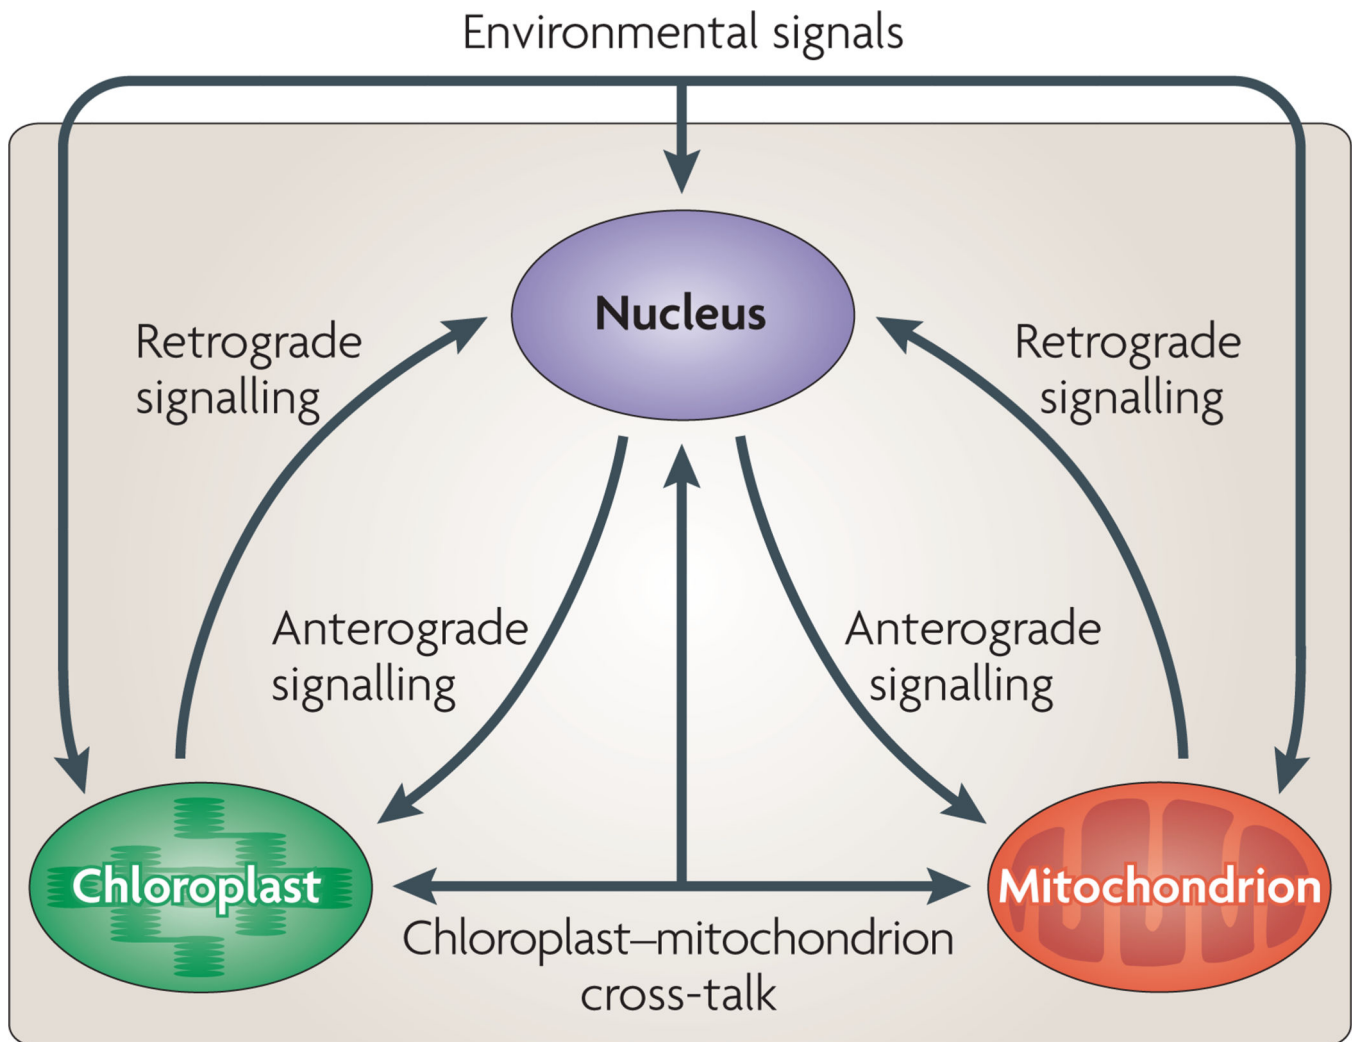 Environmental signals
Nucleus
Retrograde
signalling
Retrograde
signalling
Anterograde
signalling
Anterograde
signalling
Chloroplast
Mitochondrion
Chloroplast–mitochondrion
cross-talk